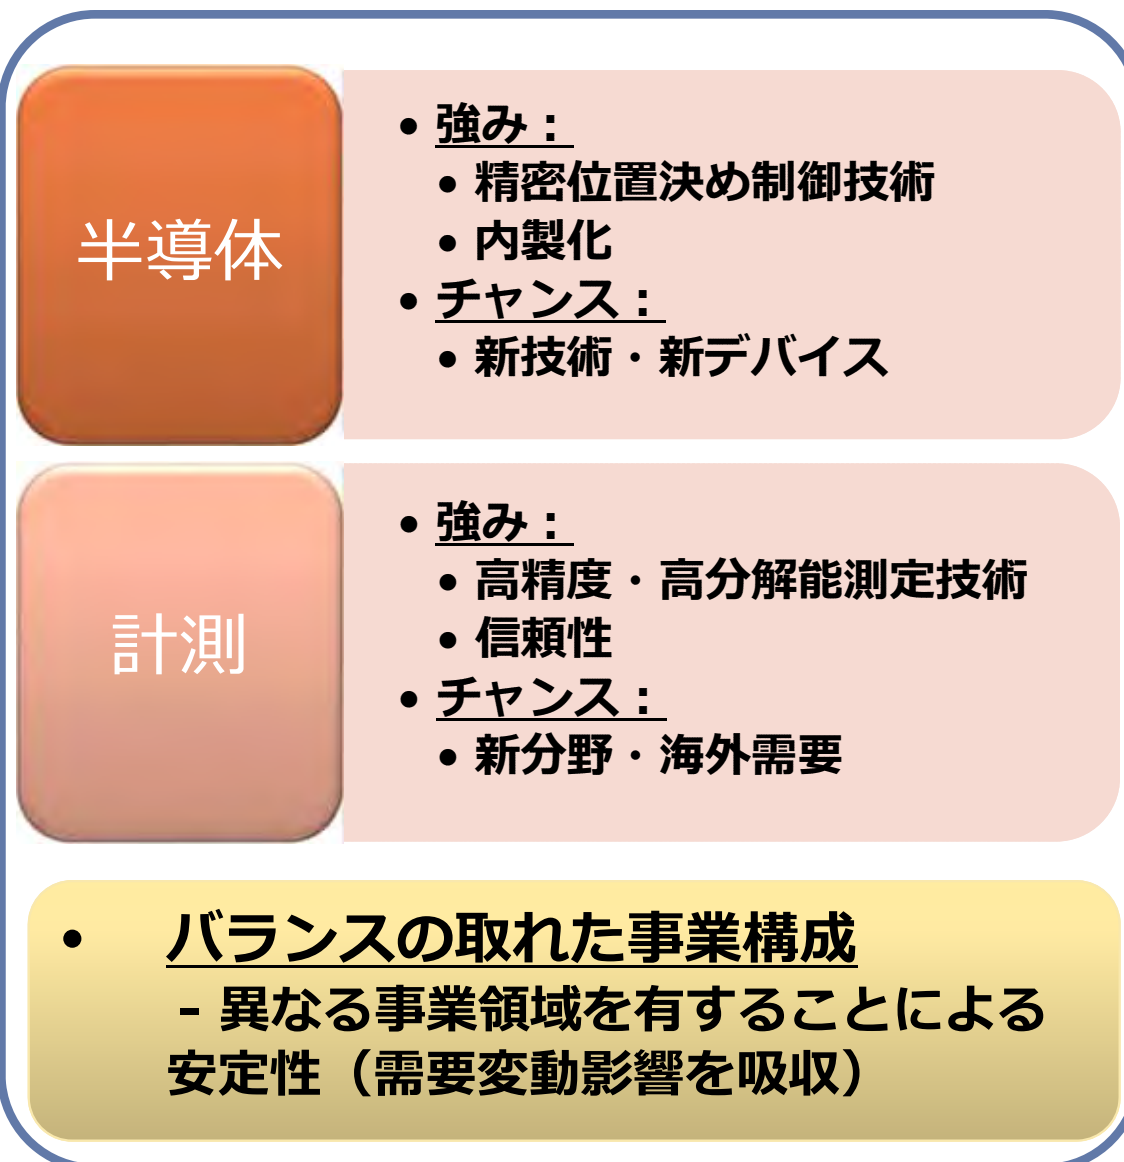 半導体
• 強み：
• 精密位置決め制御技術
• 内製化
• チャンス：
• 新技術・新デバイス
計測
• 強み：
• 高精度・高分解能測定技術
• 信頼性
• チャンス：
• 新分野・海外需要
• バランスの取れた事業構成
- 異なる事業領域を有することによる
安定性（需要変動影響を吸収）